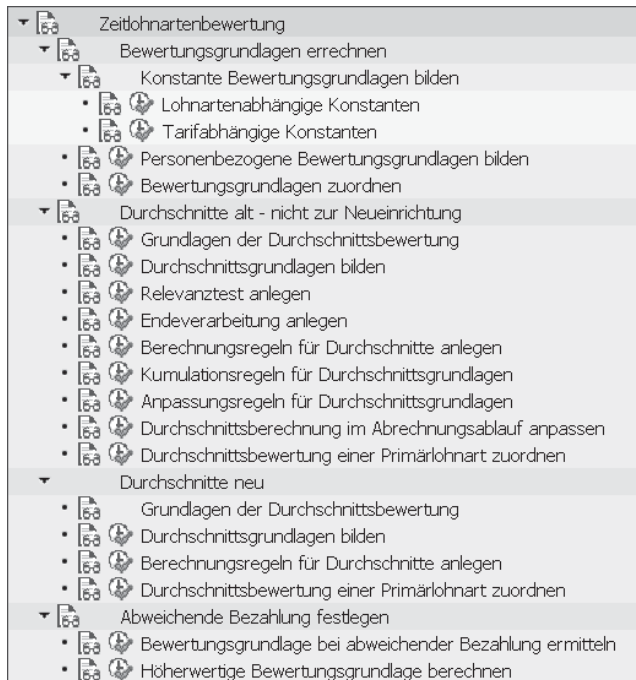 Zeitlohnartenbewertung
Bewertungsgrundlagen errechnen
Konstante Bewertungsgrundlagen bilden
Lohnartenabhängige Konstanten
Tarifabhängige Konstanten
Personenbezogene Bewertungsgrundlagen bilden
Bewertungsgrundlagen zuordnen
Durchschnitte alt - nicht zur Neueinrichtung
Grundlagen der Durchschnittsbewertung
Durchschnittsgrundlagen bilden
Relevanztest anlegen
Endeverarbeitung anlegen
Berechnungsregeln für Durchschnitte anlegen
Kumulationsregeln für Durchschnittsgrundlagen
Anpassungsregeln für Durchschnittsgrundlagen
Durchschnittsberechnung im Abrechnungsablauf anpassen
Durchschnittsbewertung einer Primärlohnart zuordnen
Durchschnitte neu
Grundlagen der Durchschnittsbewertung
Durchschnittsgrundlagen bilden
Berechnungsregeln für Durchschnitte anlegen
Durchschnittsbewertung einer Primärlohnart zuordnen
Abweichende Bezahlung festlegen
Bewertungsgrundlage bei abweichender Bezahlung ermitteln
Höherwertige Bewertungsgrundlage berechnen